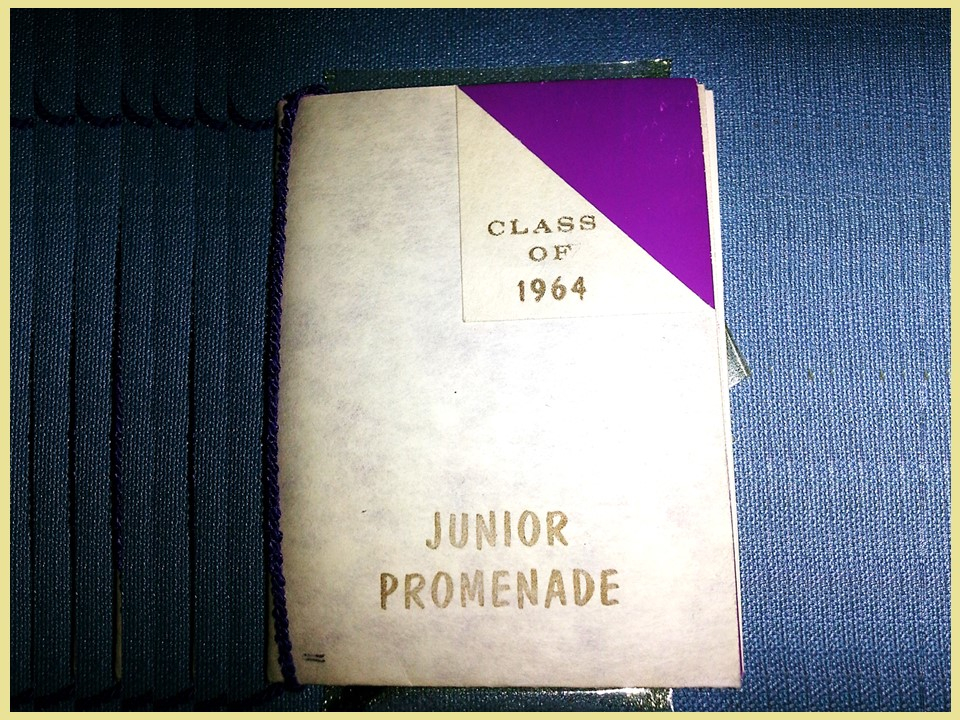 CLASS
OF
1964
JUNIOR
PROMENADE